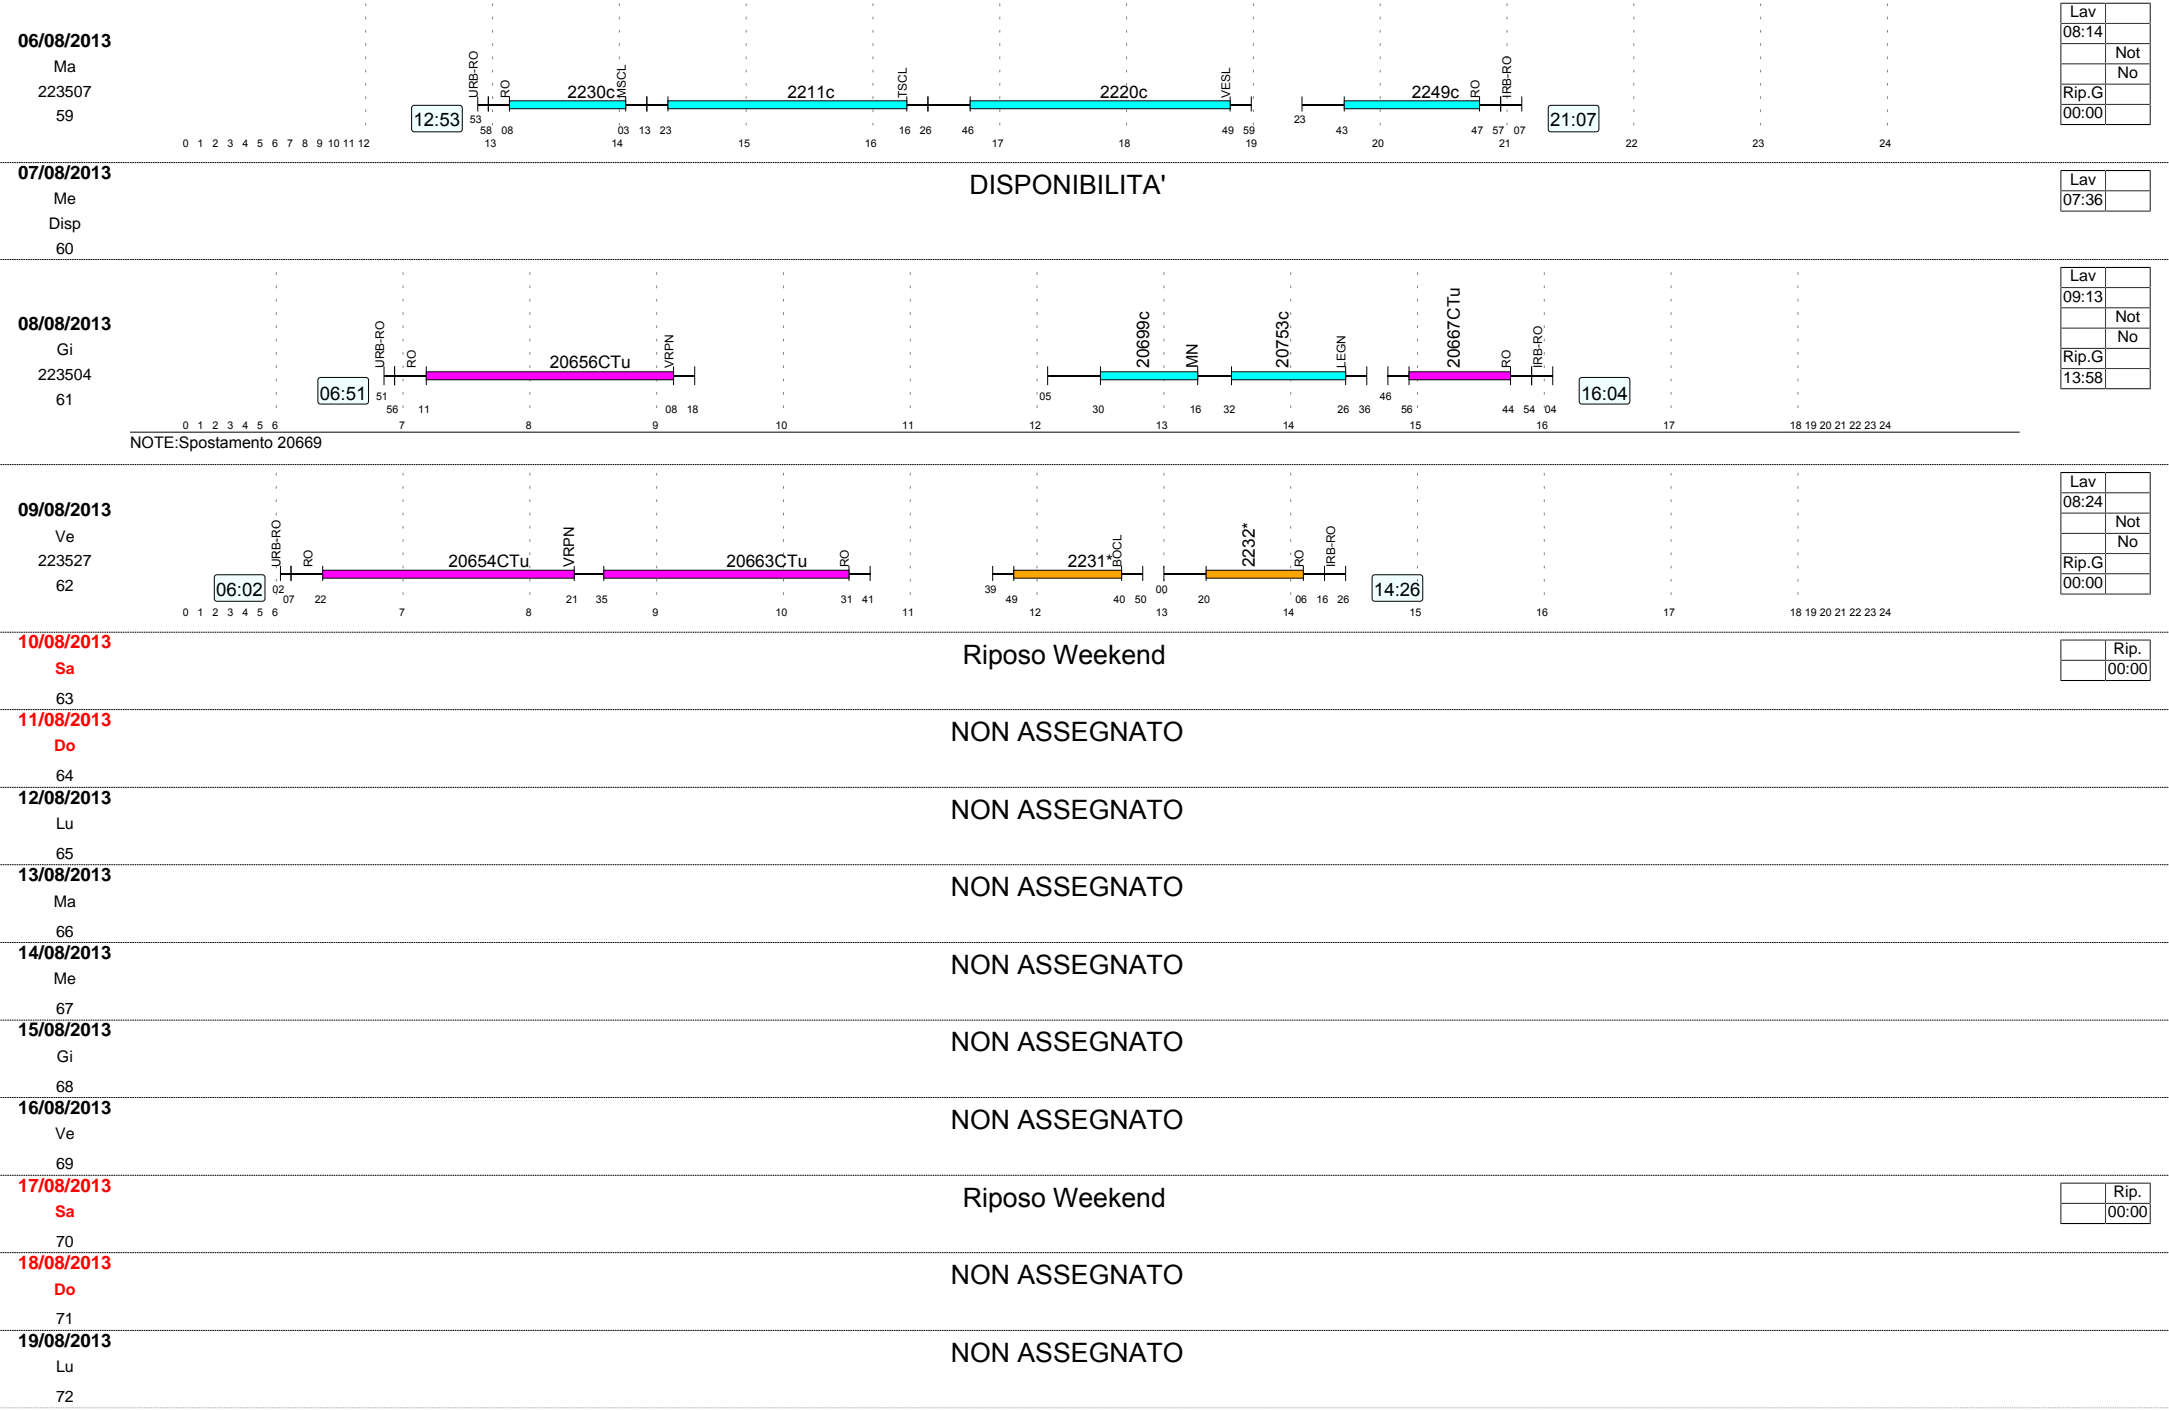 06/08/2013
Ma
223507
59
12:53
URB-RO
RO
2230c
MSCL
2211c
TSCL
2220c
VESL
2249c
RO
IRB-RO
21:07
53 58 08 03 13 23 16 26 46 49 59 23 43 47 57 07
0 1 2 3 4 5 6 7 8 9 10 11 12 13 14 15 16 17 18 19 20 21 22 23 24
Lav
08:14
Not
No
Rip.G
00:00
07/08/2013
Me
Disp
60
DISPONIBILITA'
Lav
07:36
08/08/2013
Gi
223504
61
06:51
URB-RO
RO
20656CTu
VRPN
20699c
MN
20753c
LEGN
20667CTu
RO
IRB-RO
16:04
51 56 11 08 18 05 30 16 32 26 36 46 56 44 54 04
0 1 2 3 4 5 6 7 8 9 10 11 12 13 14 15 16 17 18 19 20 21 22 23 24
NOTE:Spostamento 20669
Lav
09:13
Not
No
Rip.G
13:58
09/08/2013
Ve
223527
62
06:02
URB-RO
RO
20654CTu
VRPN
20663CTu
RO
2231*
BOCL
2232*
RO
IRB-RO
14:26
02 07 22 21 35 31 41 39 49 40 50 00 20 06 16 26
0 1 2 3 4 5 6 7 8 9 10 11 12 13 14 15 16 17 18 19 20 21 22 23 24
Lav
08:24
Not
No
Rip.G
00:00
10/08/2013
Sa
63
Riposo Weekend
Rip.
00:00
11/08/2013
Do
64
NON ASSEGNATO
12/08/2013
Lu
65
NON ASSEGNATO
13/08/2013
Ma
66
NON ASSEGNATO
14/08/2013
Me
67
NON ASSEGNATO
15/08/2013
Gi
68
NON ASSEGNATO
16/08/2013
Ve
69
NON ASSEGNATO
17/08/2013
Sa
70
Riposo Weekend
Rip.
00:00
18/08/2013
Do
71
NON ASSEGNATO
19/08/2013
Lu
72
NON ASSEGNATO